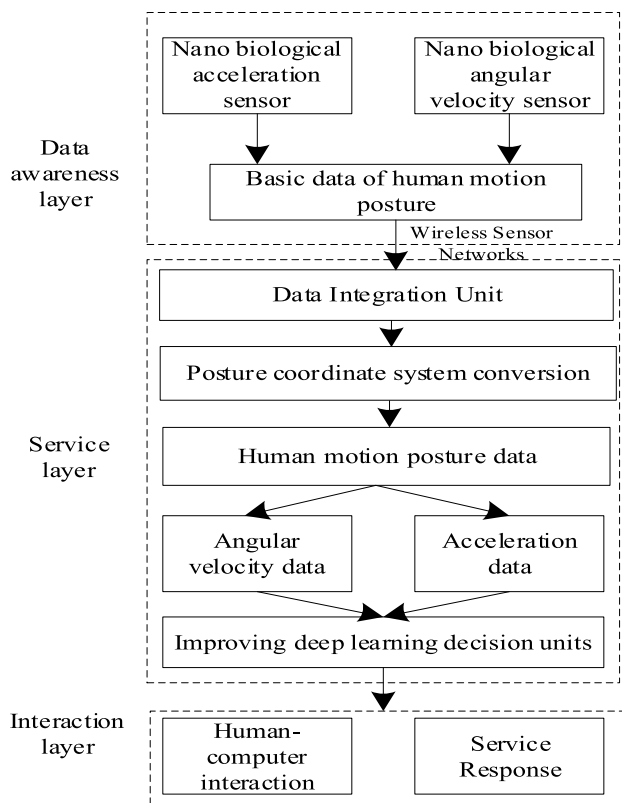 Nano biological
acceleration
sensor
Nano biological
angular
velocity sensor
Data
awareness
layer
Basic data of human motion
posture
Wireless Sensor
Networks
Data Integration Unit
Posture coordinate system conversion
Service
layer
Human motion posture data
Angular
velocity data
Acceleration
data
Improving deep learning decision units
Interaction
layer
Human-
computer
interaction
Service
Response